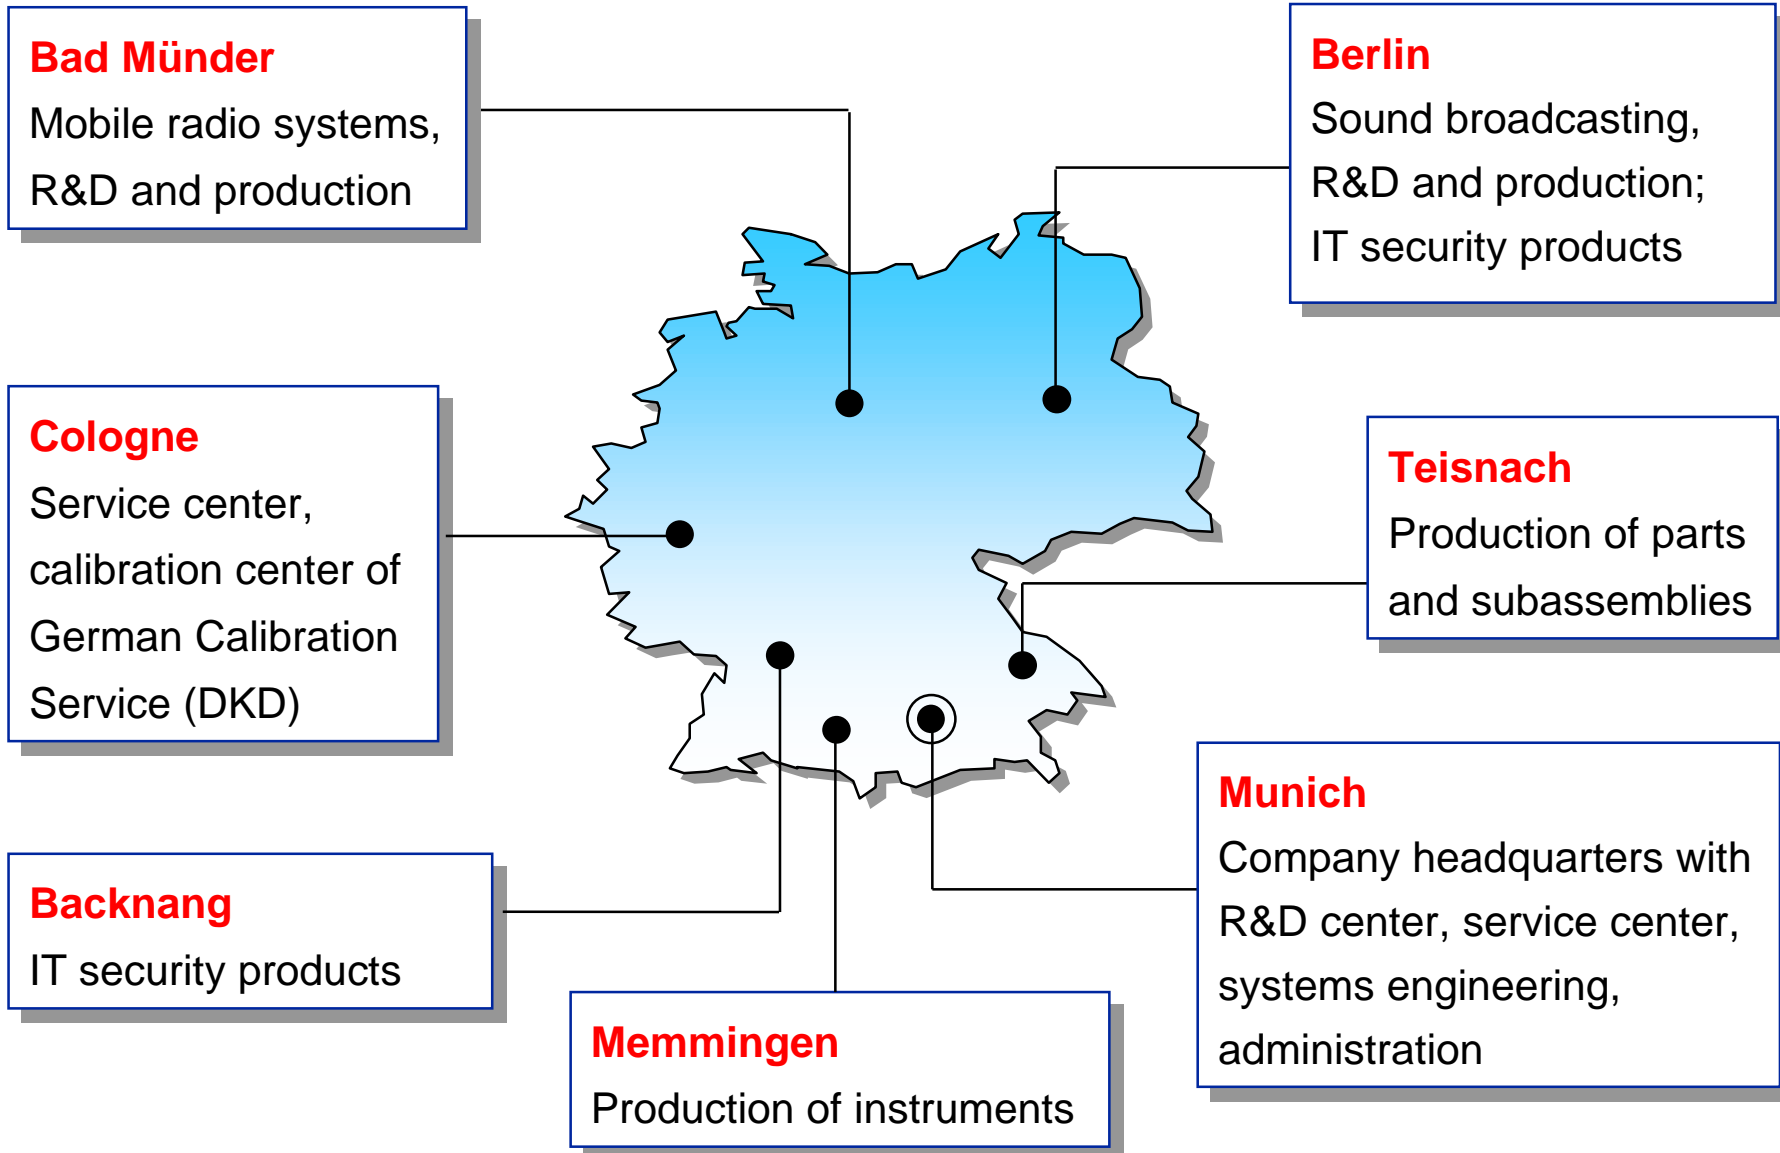 Bad Münder
Mobile radio systems,
R&D and production
Berlin
Sound broadcasting,
R&D and production;
IT security products
Cologne
Service center,
calibration center of
German Calibration
Service (DKD)
Teisnach
Production of parts
and subassemblies
Backnang
IT security products
Memmingen
Production of instruments
Munich
Company headquarters with
R&D center, service center,
systems engineering,
administration